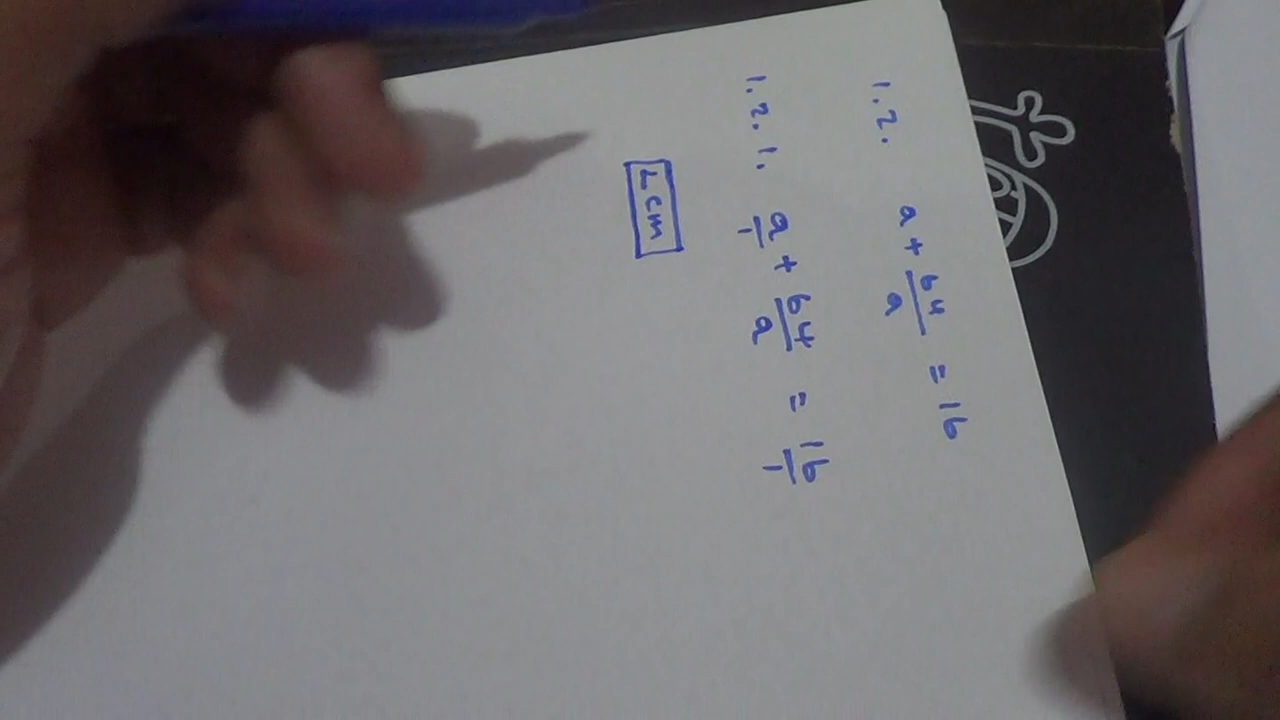 1.2. a + 64/a = 16
1.2.1. a/1 + 64/a = 16/1
LCM